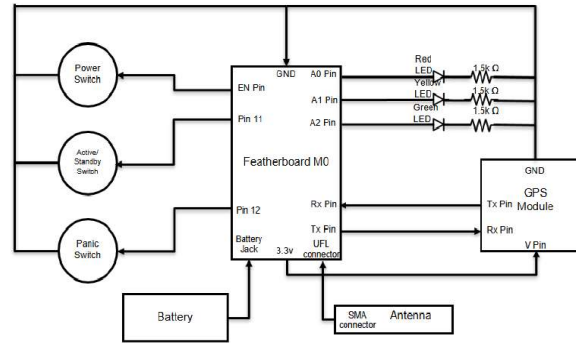 Power
Switch
Active/
Standby
Switch
Panic
Switch
Battery
GND
EN Pin
Pin 11
Featherboard M0
Pin 12
Battery
Jack
3.3v
A0 Pin
A1 Pin
A2 Pin
Rx Pin
Tx Pin
UFL
connector
Red
LED
1.5k Ω
Yellow
LED
1.5k Ω
Green
LED
1.5k Ω
GND
GPS
Module
Tx Pin
Rx Pin
V Pin
SMA
connector
Antenna